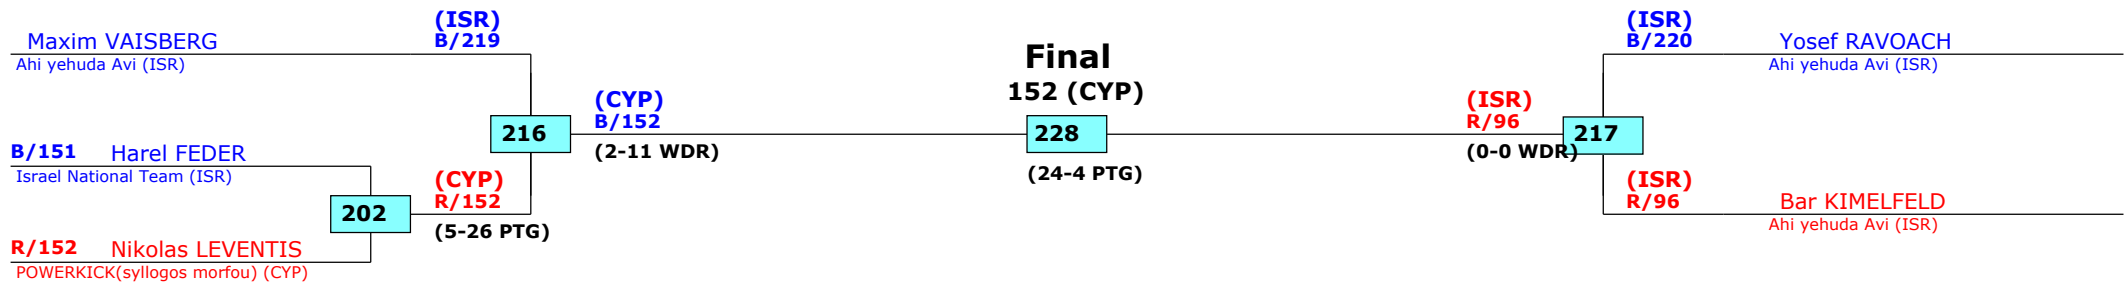 Maxim VAISBERG
Ahi yehuda Avi (ISR)
(ISR)
B/219
B/151 Harel FEDER
Israel National Team (ISR)
R/152 Nikolas LEVENTIS
POWERKICK(syllogos morfou) (CYP)
202
(CYP)
R/152
(5-26 PTG)
216
(CYP)
B/152
(2-11 WDR)
Final
152 (CYP)
228
(24-4 PTG)
(ISR)
R/96
(0-0 WDR)
217
(ISR)
B/220
Yosef RAVOACH
Ahi yehuda Avi (ISR)
(ISR)
R/96
Bar KIMELFELD
Ahi yehuda Avi (ISR)